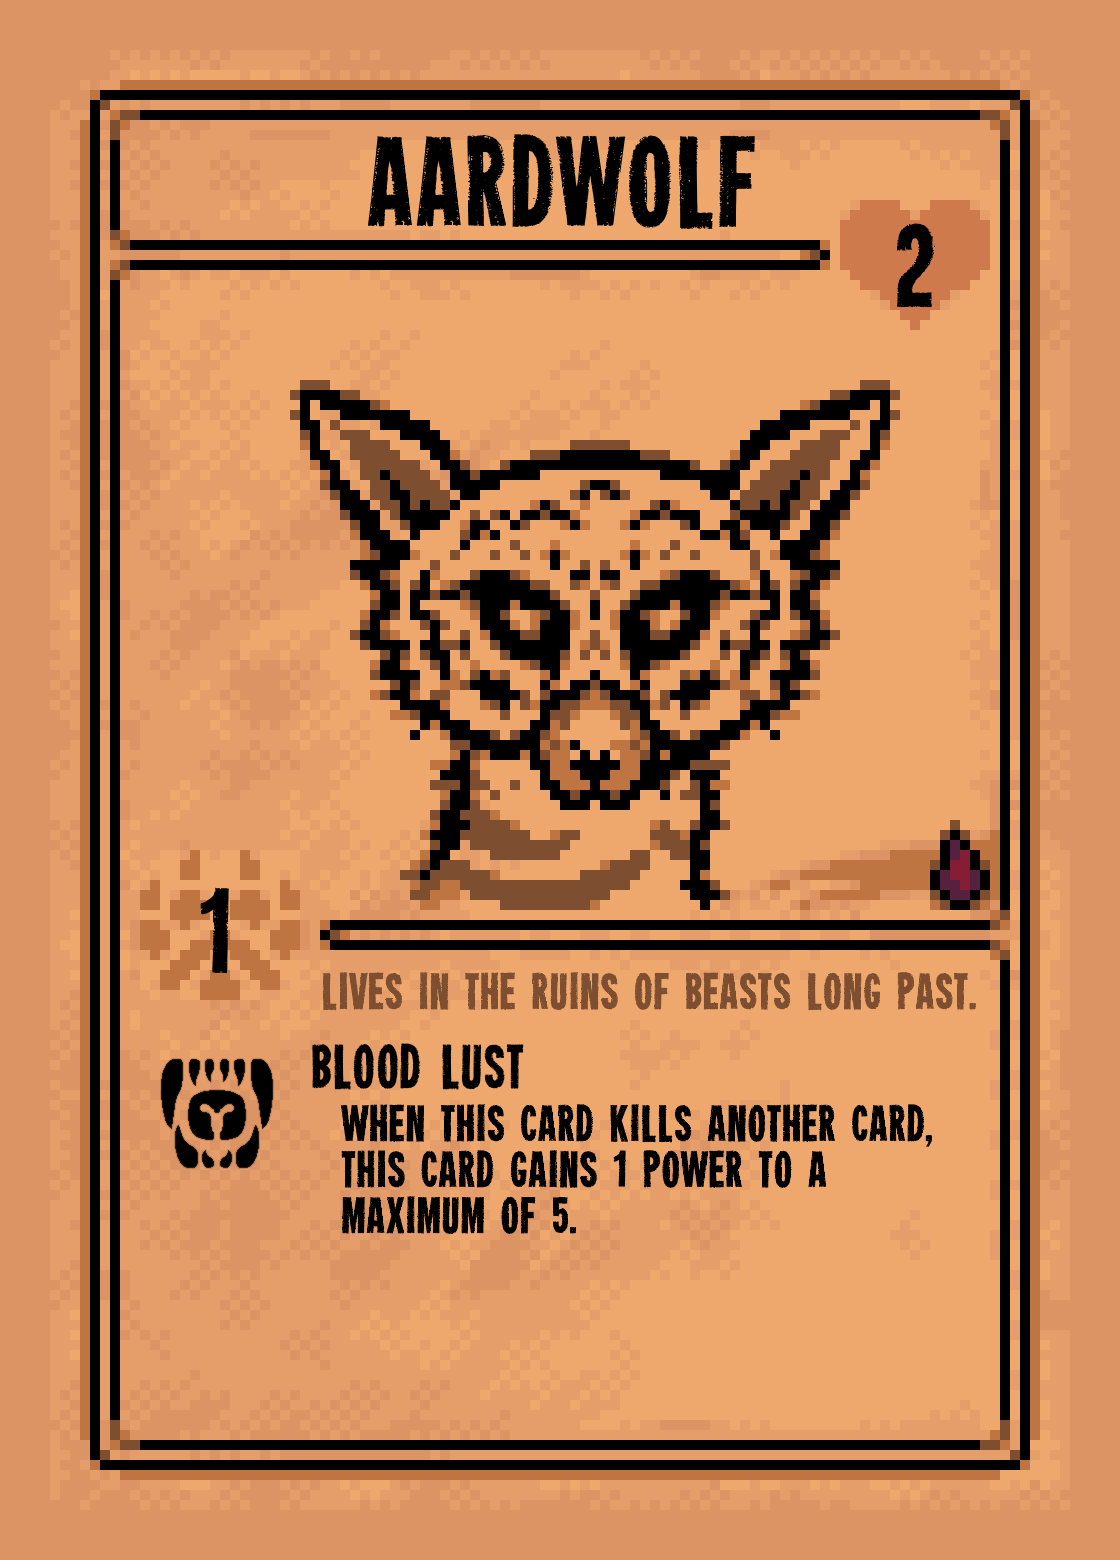 AARDWOLF
2
1
LIVES IN THE RUINS OF BEASTS LONG PAST.
BLOOD LUST
WHEN THIS CARD KILLS ANOTHER CARD,
THIS CARD GAINS 1 POWER TO A
MAXIMUM OF 5.